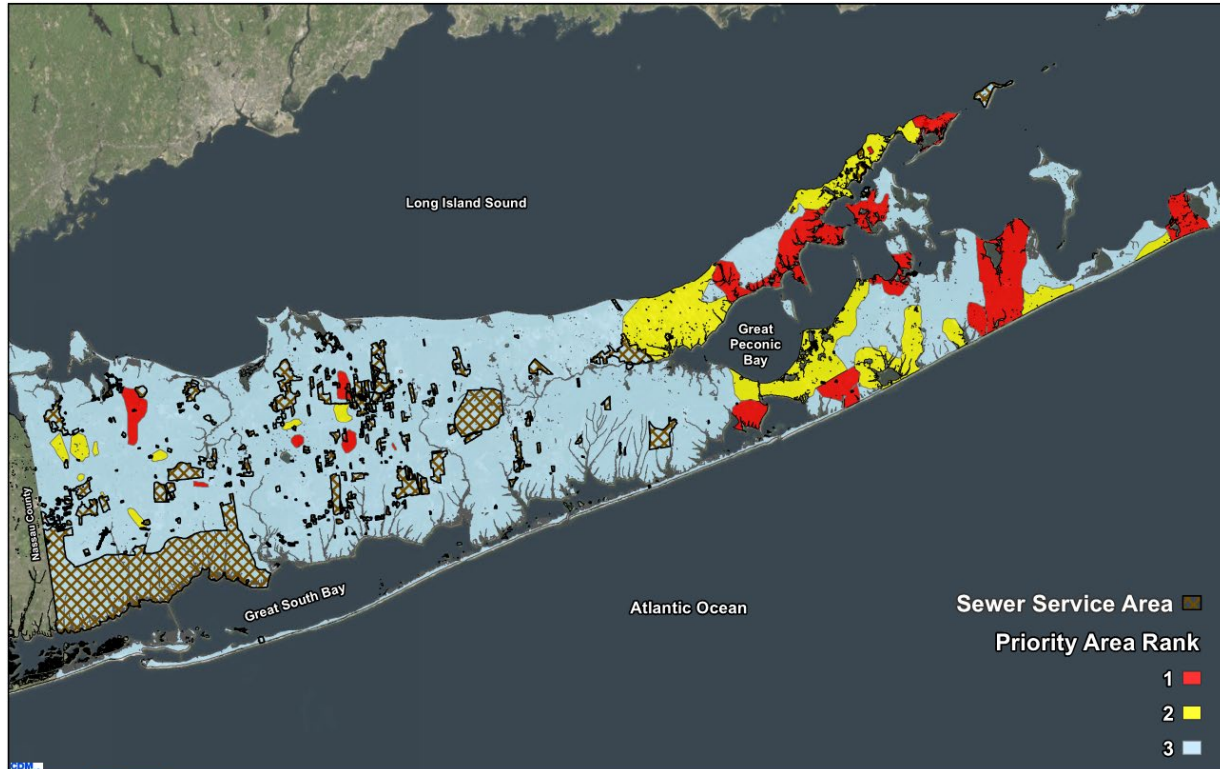 Long Island Sound
Great
Peconic
Bay
Nassau County
Great South Bay
Atlantic Ocean
Sewer Service Area
Priority Area Rank
1
2
3
CDM